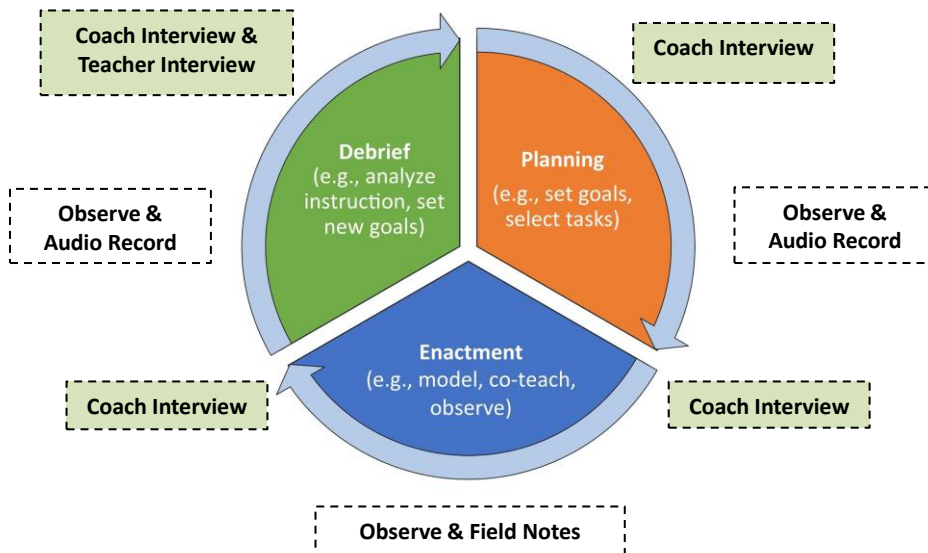 Coach Interview &
Teacher Interview
Coach Interview
Debrief
(e.g., analyze
instruction, set
new goals)
Planning
(e.g., set goals,
select tasks)
Observe &
Audio Record
Observe &
Audio Record
Enactment
(e.g., model, co-teach,
observe)
Coach Interview
Coach Interview
Observe & Field Notes